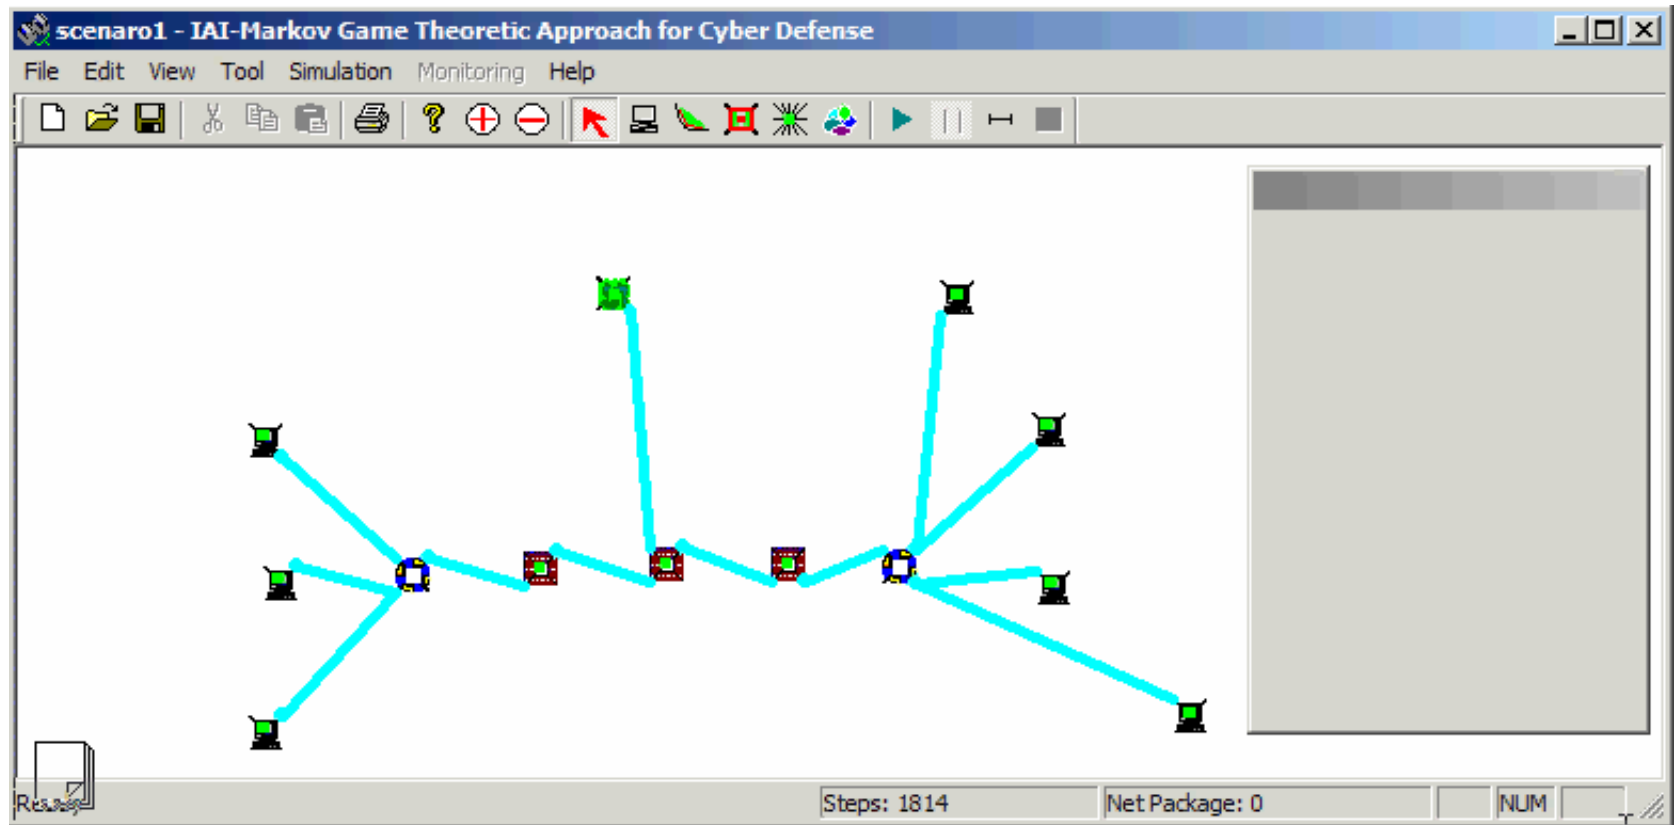 scenaro1 - IAI-Markov Game Theoretic Approach for Cyber Defense
File Edit View Tool Simulation Monitoring Help
Steps: 1814 Net Package: 0 NUM